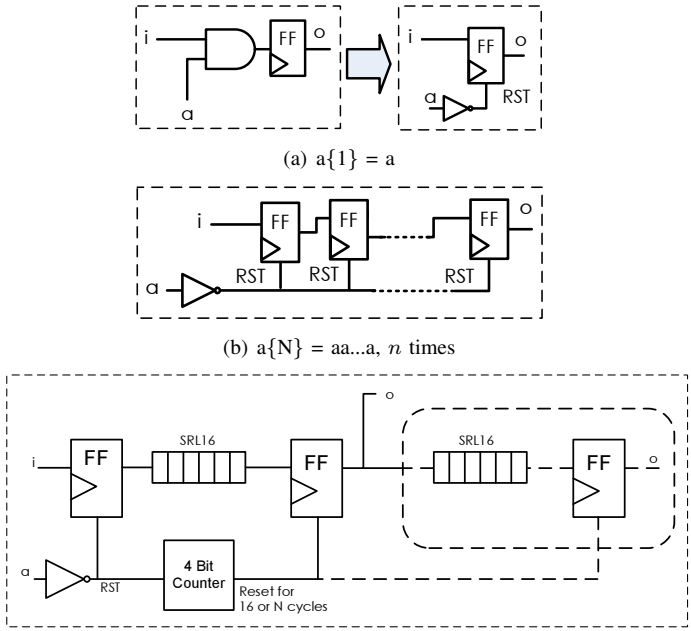 i
FF
o
a
i
FF
o
a
RST
(a) a{1} = a
i
FF
FF
FF
o
RST
RST
RST
a
(b) a{N} = aa...a, n times
o
SRL16
SRL16
i
FF
FF
FF
o
a
RST
4 Bit
Counter
Reset for
16 or N cycles